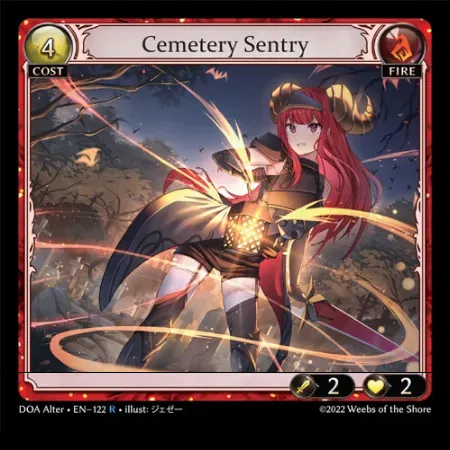 4
Cemetery Sentry
COST
FIRE
2
2
DOA Alter • EN-122 R • illust: ジェゼー
©2022 Weebs of the Shore